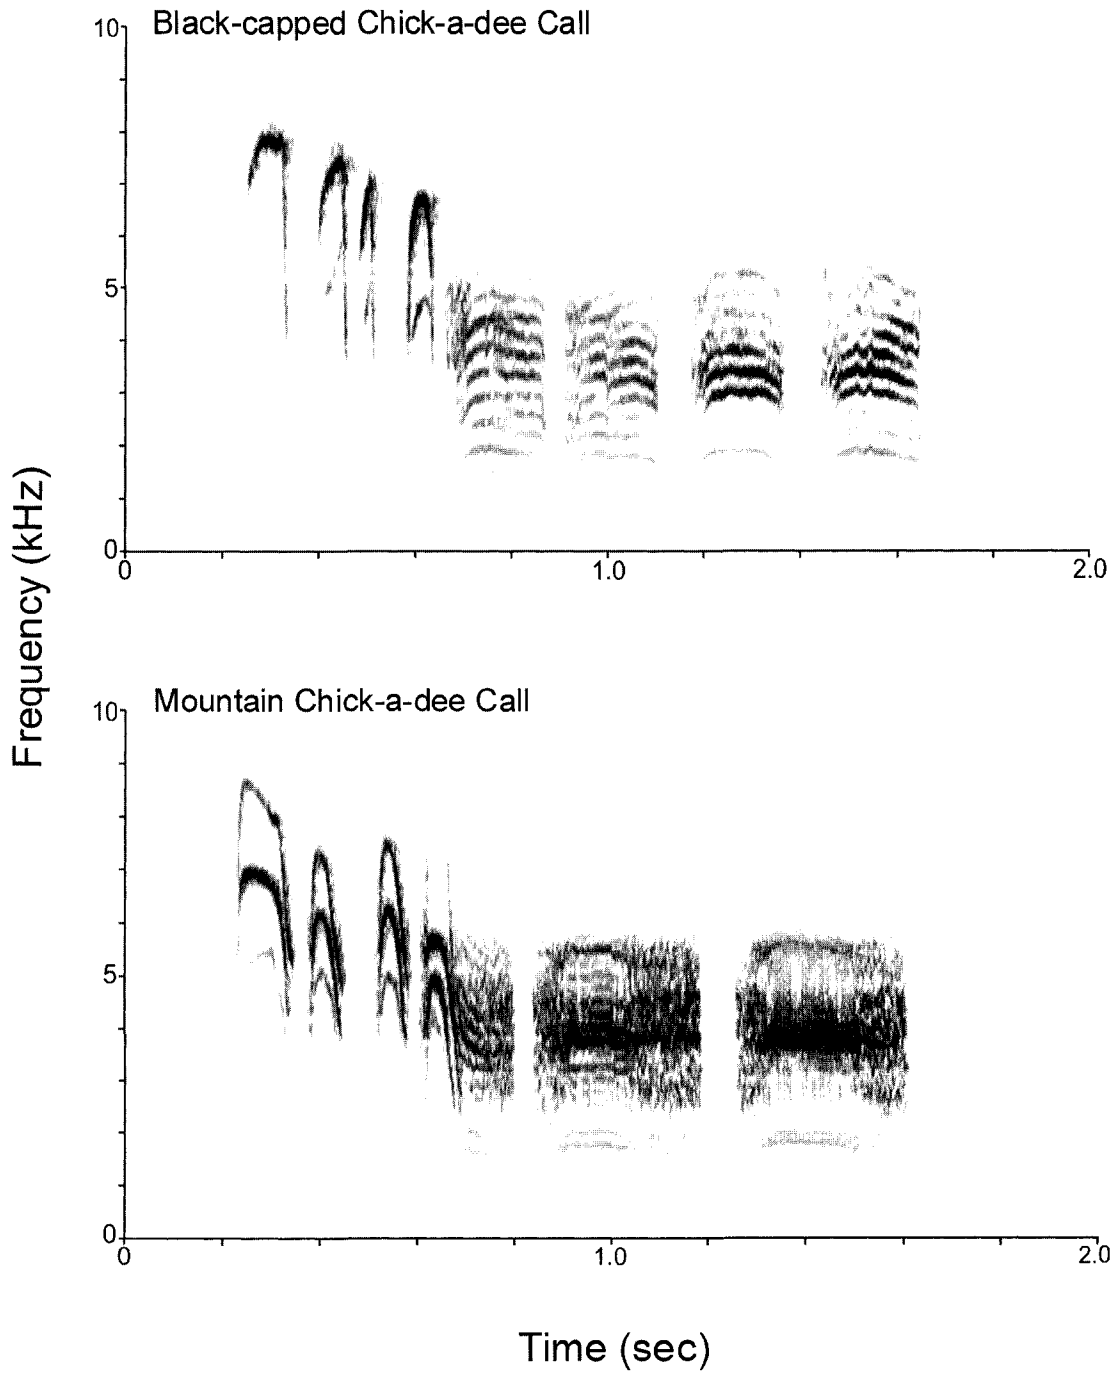 Black-capped Chick-a-dee Call
10
5
0
0 1.0 2.0
Frequency (kHz)
Mountain Chick-a-dee Call
10
5
0
0 1.0 2.0
Time (sec)